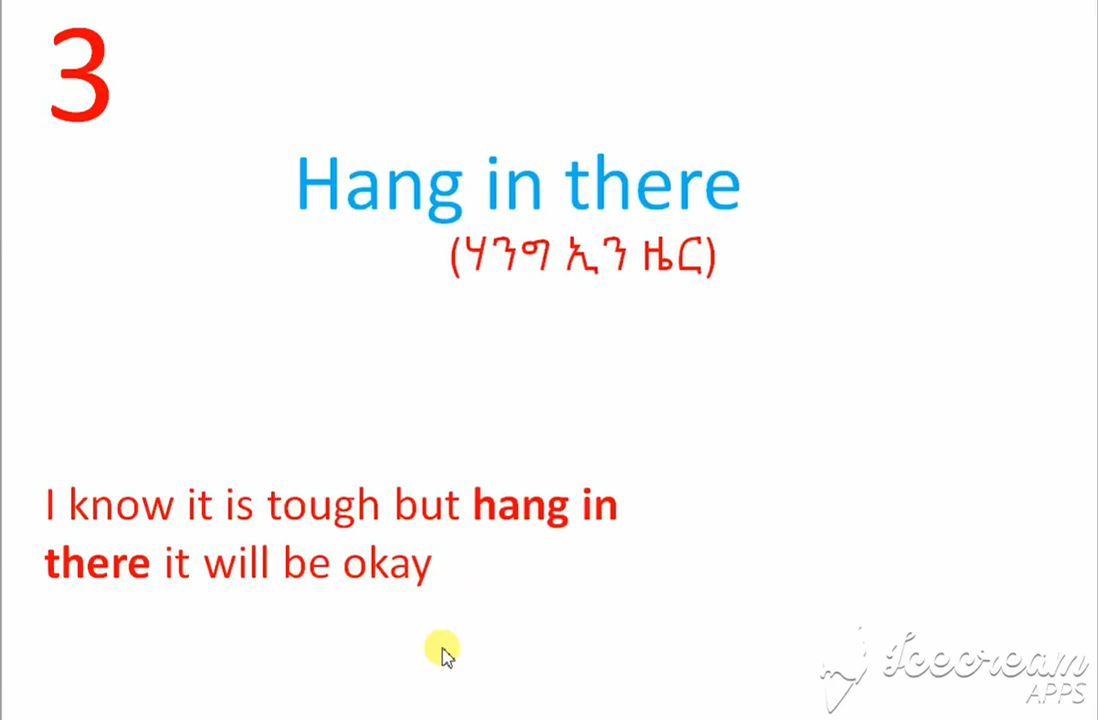 3
Hang in there
(ሃንግ ኢን ዜር)
I know it is tough but hang in
there it will be okay
Icecream
APPS